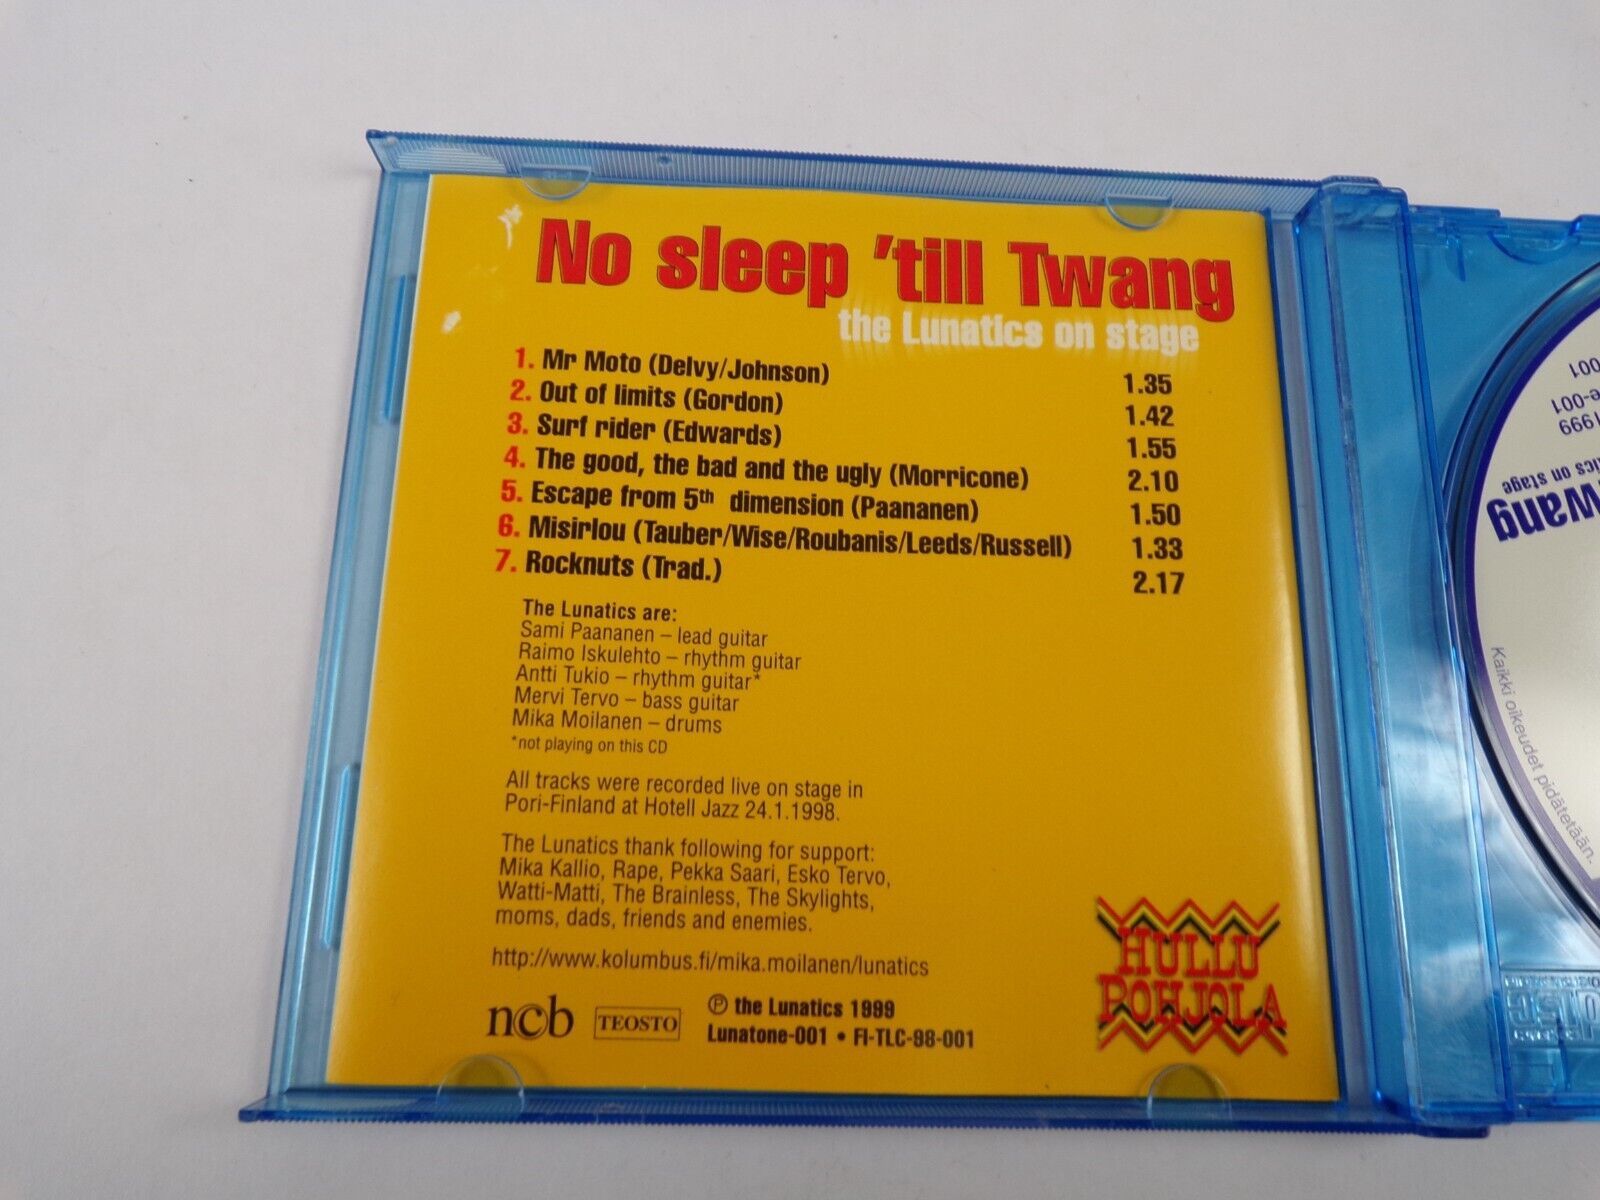 No sleep 'till Twang
the Lunatics on stage
1. Mr Moto (Delvy/Johnson) 1.35
2. Out of limits (Gordon) 1.42
3. Surf rider (Edwards) 1.55
4. The good, the bad and the ugly (Morricone) 2.10
5. Escape from 5th dimension (Paananen) 1.50
6. Misirlou (Tauber/Wise/Roubanis/Leeds/Russell) 1.33
7. Rocknuts (Trad.) 2.17
The Lunatics are:
Sami Paananen – lead guitar
Raimo Iskulehto – rhythm guitar
Antti Tukio – rhythm guitar*
Mervi Tervo – bass guitar
Mika Moilanen – drums
*not playing on this CD
All tracks were recorded live on stage in
Pori-Finland at Hotell Jazz 24.1.1998.
The Lunatics thank following for support:
Mika Kallio, Rape, Pekka Saari, Esko Tervo,
Watti-Matti, The Brainless, The Skylights,
moms, dads, friends and enemies.
http://www.kolumbus.fi/mika.moilanen/lunatics
ncb TEOSTO
℗ the Lunatics 1999
Lunatone-001 • FI-TLC-98-001
HULLU
POHJOLA
001
e-001
1999
tics on stage
wang
Kaikki oikeudet pidätetään.